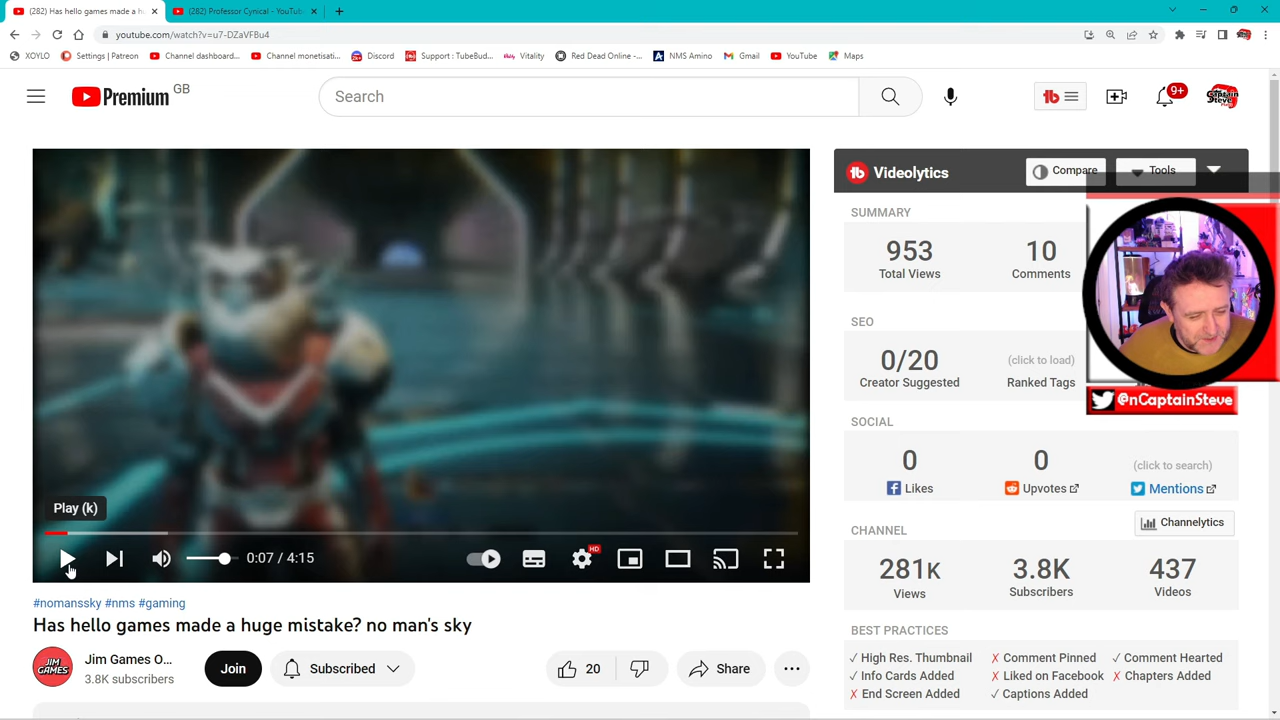 (282) Has hello games made a h
(282) Professor Cynical - YouTub
youtube.com/watch?v=u7-DZaVFBu4
XOYLO
Settings | Patreon
Channel dashboard...
Channel monetisati...
Discord
Support : TubeBud...
Vitality
Red Dead Online -...
NMS Amino
Gmail
YouTube
Maps
Premium GB
Search
9+
Captain Steve
Videolytics
Compare
Tools
SUMMARY
953
Total Views
10
Comments
SEO
0/20
Creator Suggested
(click to load)
Ranked Tags
@nCaptainSteve
SOCIAL
0
Likes
0
Upvotes
(click to search)
Mentions
Channelytics
CHANNEL
281K
Views
3.8K
Subscribers
437
Videos
BEST PRACTICES
✓ High Res. Thumbnail
✗ Comment Pinned
✓ Comment Hearted
✓ Info Cards Added
✗ Liked on Facebook
✗ Chapters Added
✗ End Screen Added
✓ Captions Added
Play (k)
0:07 / 4:15
HD
#nomanssky #nms #gaming
Has hello games made a huge mistake? no man's sky
JIM GAMES
Jim Games O...
3.8K subscribers
Join
Subscribed
20
Share